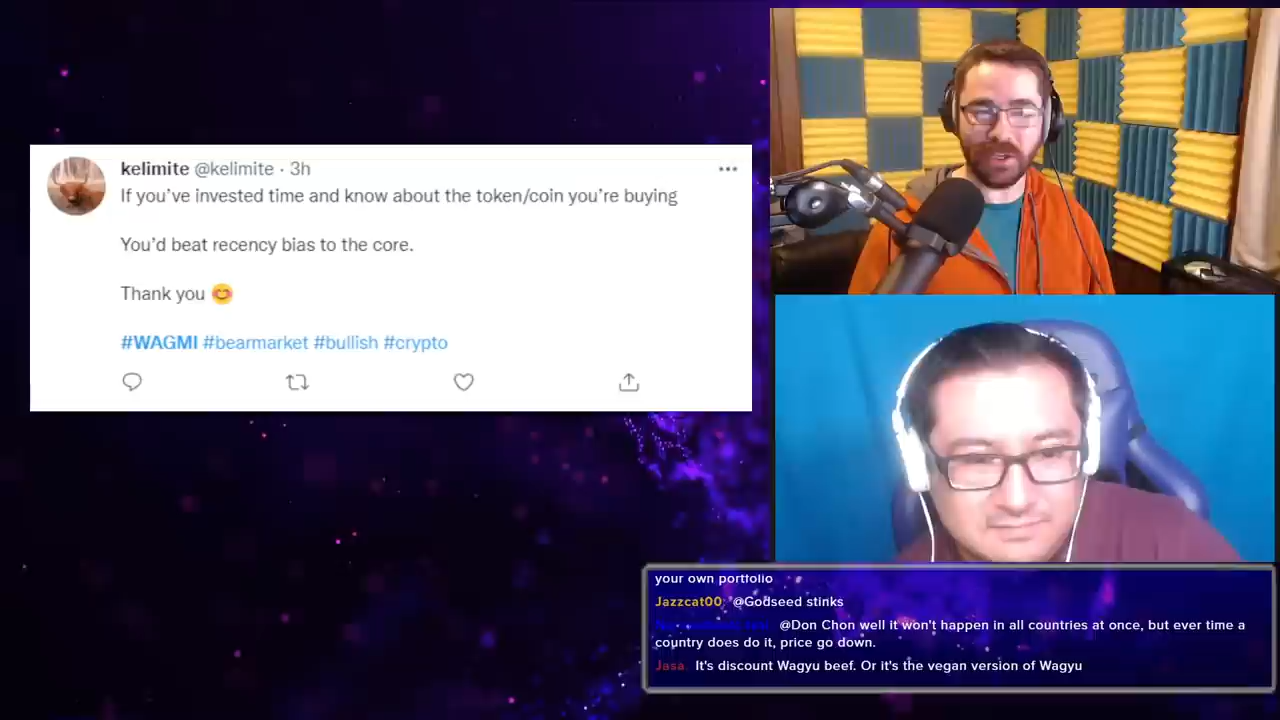 kelimite @kelimite · 3h
If you’ve invested time and know about the token/coin you’re buying
You’d beat recency bias to the core.
Thank you 😊
#WAGMI #bearmarket #bullish #crypto
your own portfolio
Jazzcat00: @Godseed stinks
@Don Chon well it won't happen in all countries at once, but ever time a
country does do it, price go down.
Jasa: It's discount Wagyu beef. Or it's the vegan version of Wagyu